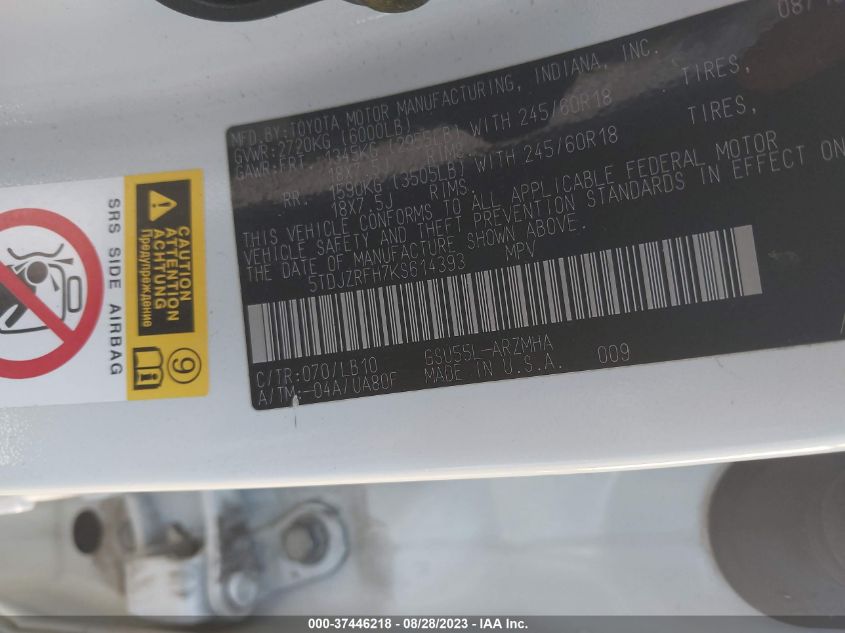 08/18
MFD.BY:TOYOTA MOTOR MANUFACTURING, INDIANA, INC.
GVWR:2720KG (6000LB)
GAWR:FRT. 1345KG (2955LB) WITH 245/60R18 TIRES,
18X7.5J RIMS,
RR. 1590KG (3505LB) WITH 245/60R18 TIRES,
18X7.5J RIMS.
THIS VEHICLE CONFORMS TO ALL APPLICABLE FEDERAL MOTOR
VEHICLE SAFETY AND THEFT PREVENTION STANDARDS IN EFFECT ON
THE DATE OF MANUFACTURE SHOWN ABOVE.
5TDJZRFH7KS614393 MPV
C/TR:070/LB10 GSU55L-ARZMHA
A/TM:-04A/UA80F MADE IN U.S.A. 009
CAUTION
ATTENTION
ACHTUNG
Предупреждение
9
SRS SIDE AIRBAG
000-37446218 - 08/28/2023 - IAA Inc.